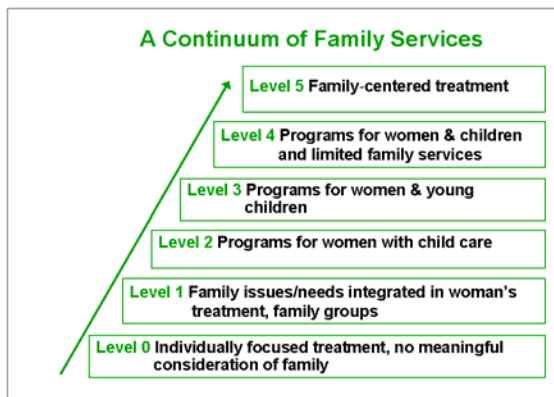 A Continuum of Family Services
Level 5 Family-centered treatment
Level 4 Programs for women & children
and limited family services
Level 3 Programs for women & young
children
Level 2 Programs for women with child care
Level 1 Family issues/needs integrated in woman's
treatment, family groups
Level 0 Individually focused treatment, no meaningful
consideration of family